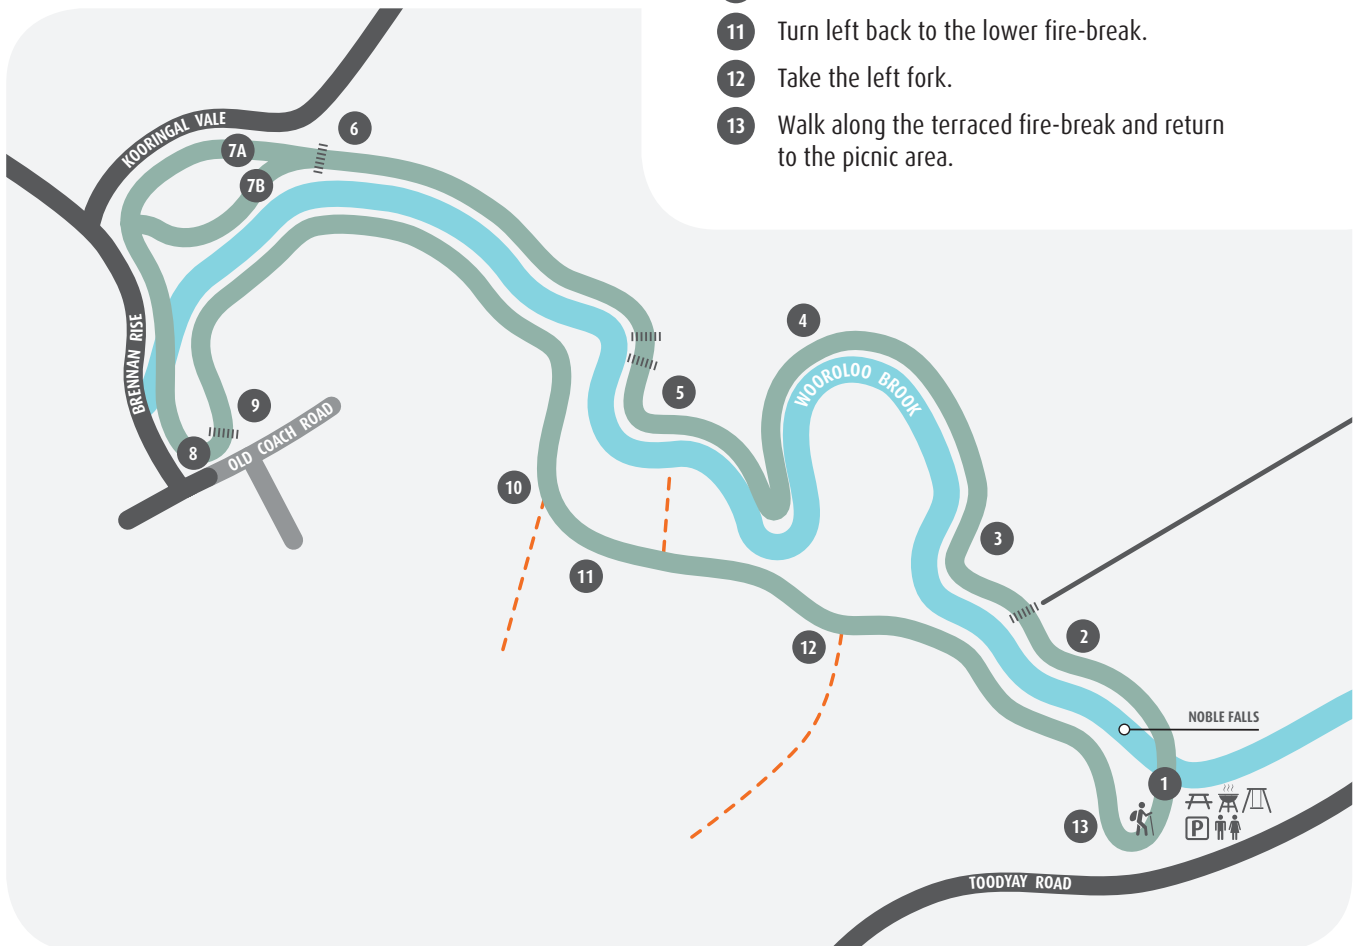 11 Turn left back to the lower fire-break.
12 Take the left fork.
13 Walk along the terraced fire-break and return
to the picnic area.
KOORINGAL VALE
6
7A
7B
BRENNAN RISE
9
8
OLD COACH ROAD
4
WOOROLOO BROOK
5
10
3
11
2
12
NOBLE FALLS
1
13
P
TOODYAY ROAD